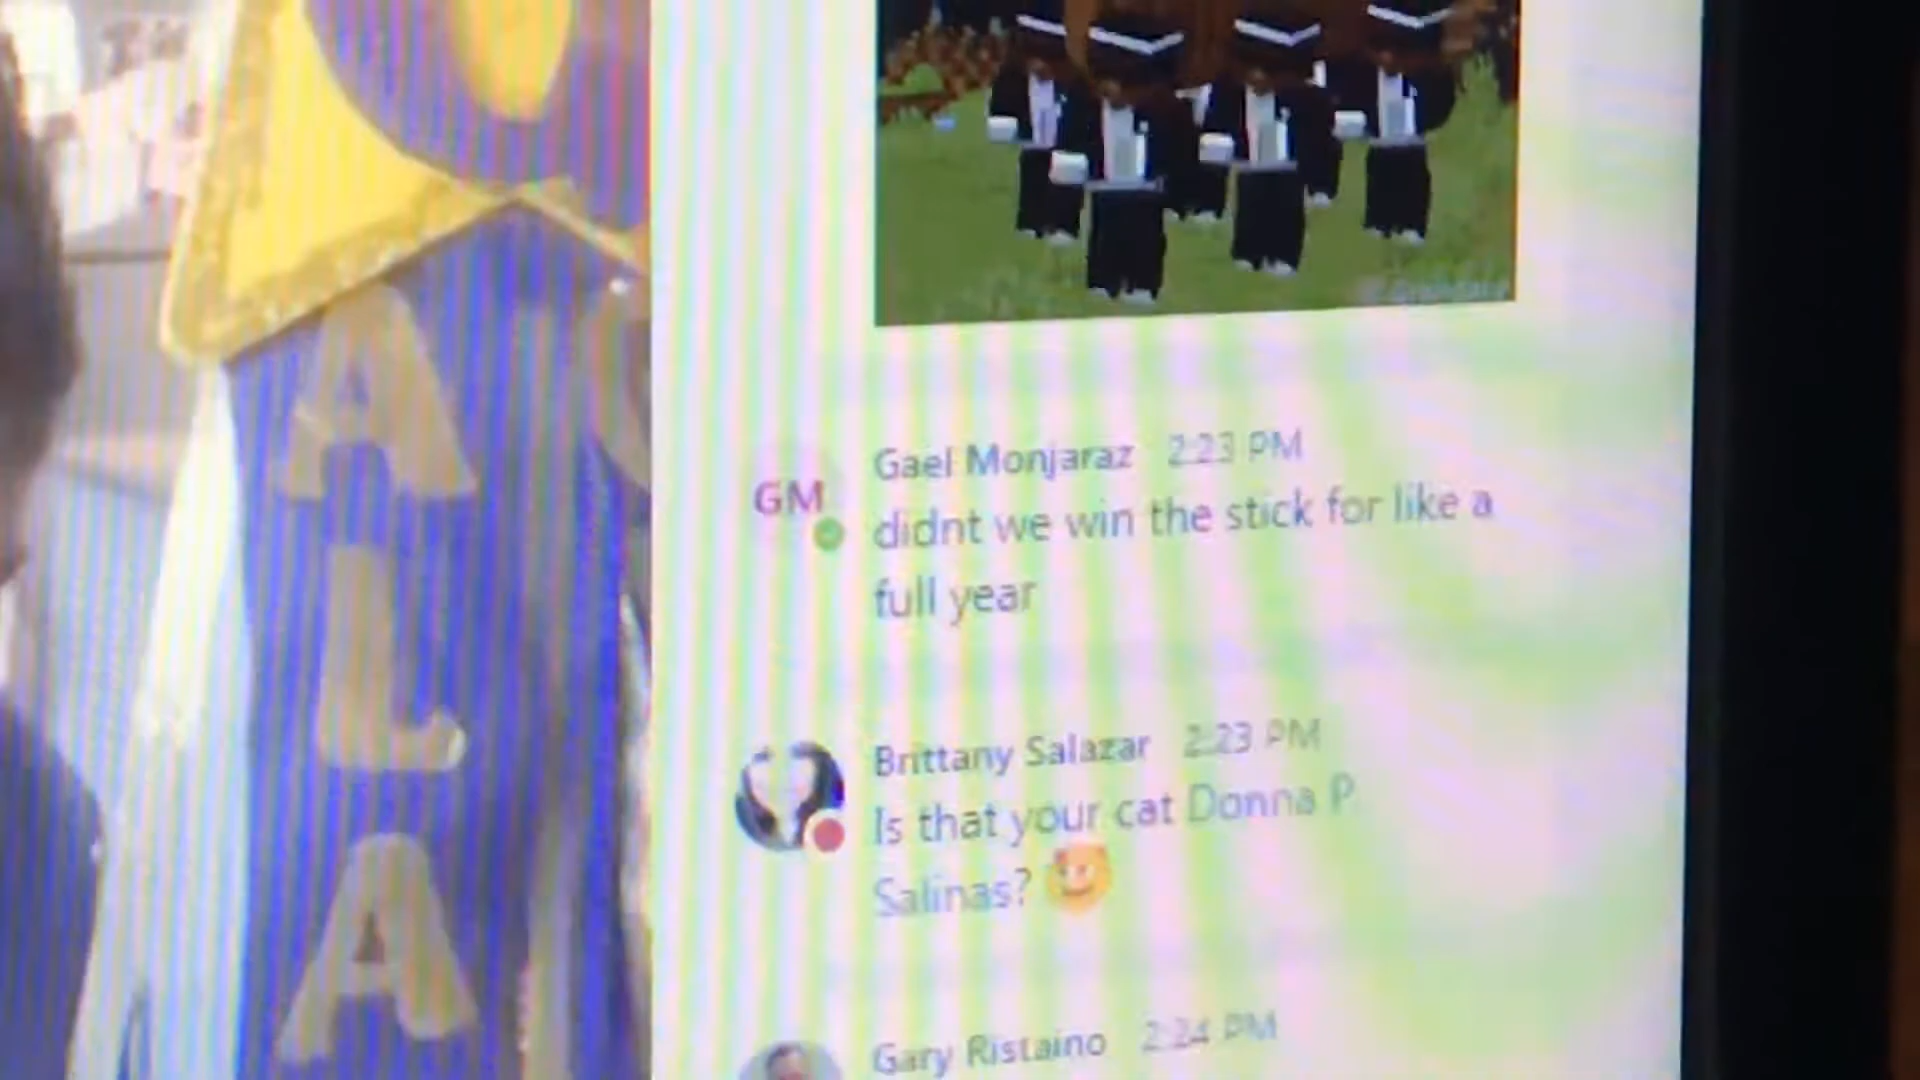 A
L
A
Gael Monjaraz 2:23 PM
GM
didnt we win the stick for like a
full year
Brittany Salazar 2:23 PM
Is that your cat Donna P
Salinas?
Gary Ristaino 2:24 PM